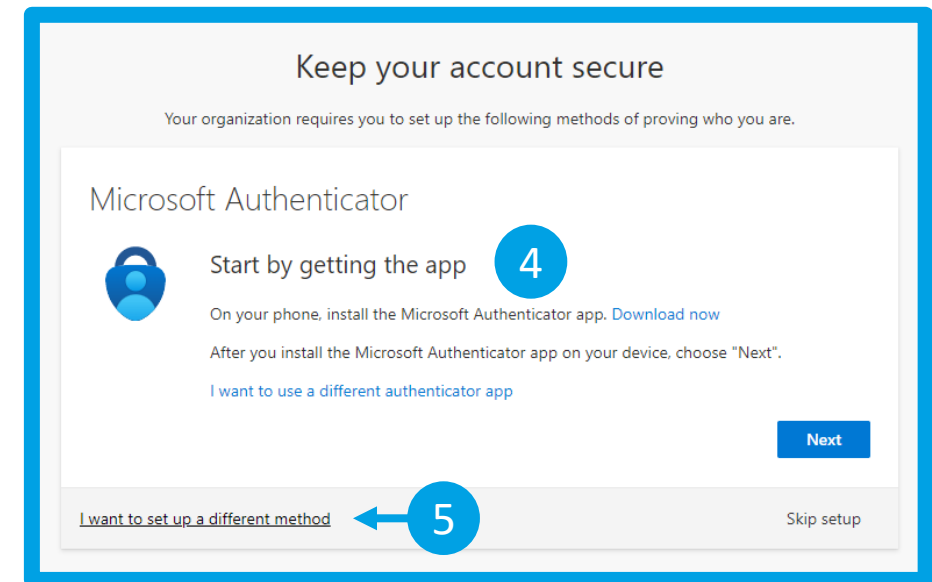 Keep your account secure
Your organization requires you to set up the following methods of proving who you are.
Microsoft Authenticator
Start by getting the app
4
On your phone, install the Microsoft Authenticator app. Download now
After you install the Microsoft Authenticator app on your device, choose "Next".
I want to use a different authenticator app
Next
I want to set up a different method
5
Skip setup